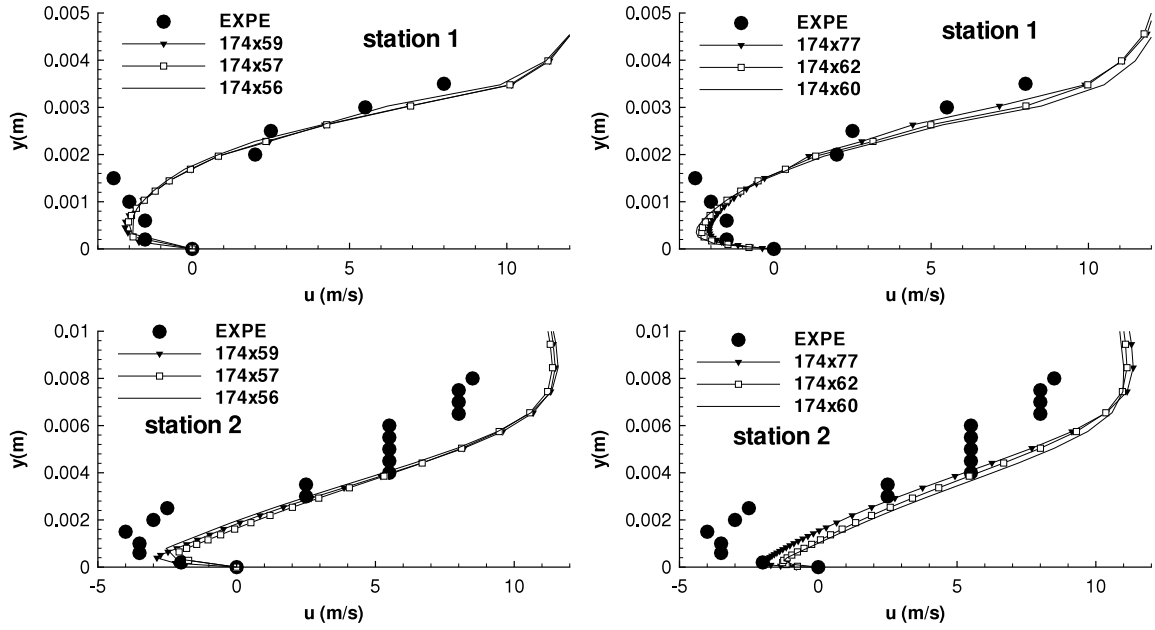 0.005
0.004
0.003
0.002
0.001
0
y(m)
EXPE
174x59
174x57
174x56
station 1
0
5
10
u (m/s)
0.005
0.004
0.003
0.002
0.001
0
y(m)
EXPE
174x77
174x62
174x60
station 1
0
5
10
u (m/s)
0.01
0.008
0.006
0.004
0.002
0
y(m)
EXPE
174x59
174x57
174x56
station 2
-5
0
5
10
u (m/s)
0.01
0.008
0.006
0.004
0.002
0
y(m)
EXPE
174x77
174x62
174x60
station 2
-5
0
5
10
u (m/s)